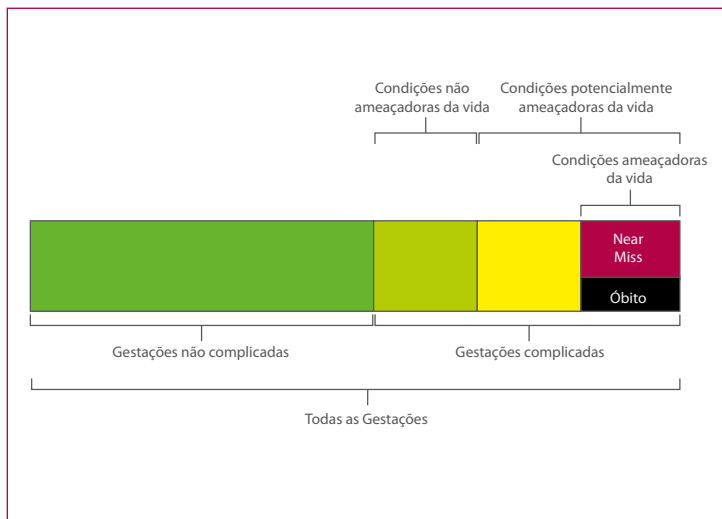 Condições não
ameaçadoras da vida
Condições potencialmente
ameaçadoras da vida
Condições ameaçadoras
da vida
Near
Miss
Óbito
Gestações não complicadas
Gestações complicadas
Todas as Gestações